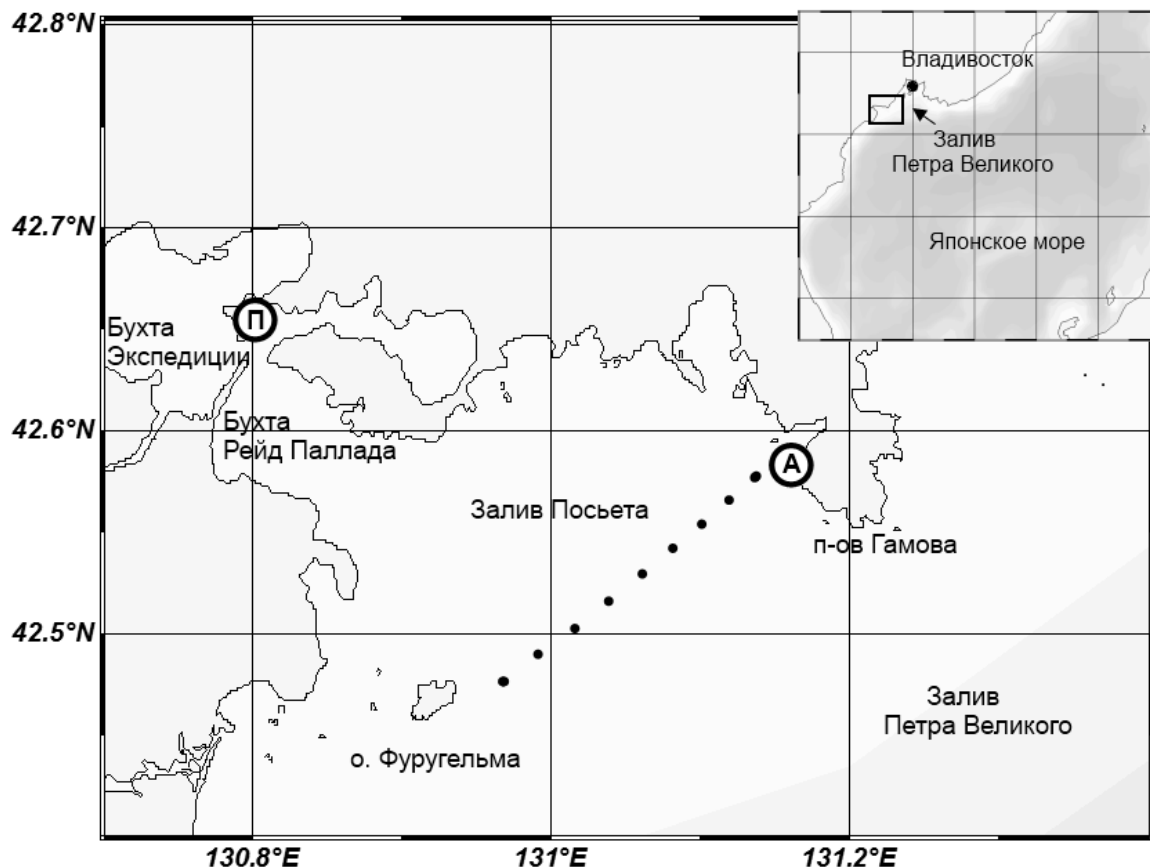 42.8°N
Владивосток
Залив
Петра Великого
Японское море
42.7°N
П
Бухта
Экспедиции
Бухта
Рейд Паллада
42.6°N
А
Залив Посьета
п-ов Гамова
42.5°N
Залив
Петра Великого
о. Фуругельма
130.8°E
131°E
131.2°E